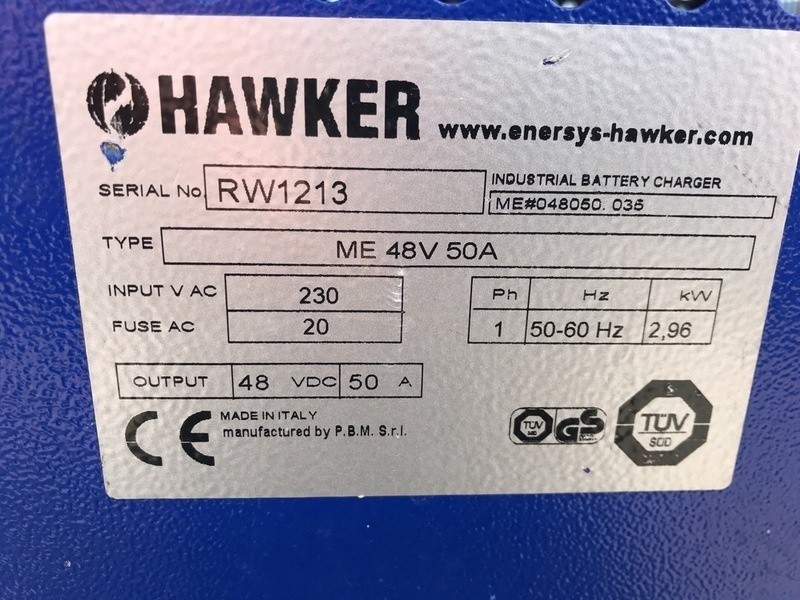 HAWKER www.enersys-hawker.com
SERIAL No. RW1213
INDUSTRIAL BATTERY CHARGER
ME#048050. 035
TYPE ME 48V 50A
INPUT V AC 230
FUSE AC 20
Ph Hz kW
1 50-60 Hz 2,96
OUTPUT 48 VDC 50 A
CE
MADE IN ITALY
manufactured by P.B.M. S.r.l.
TÜV SÜD GS
TÜV
SÜD